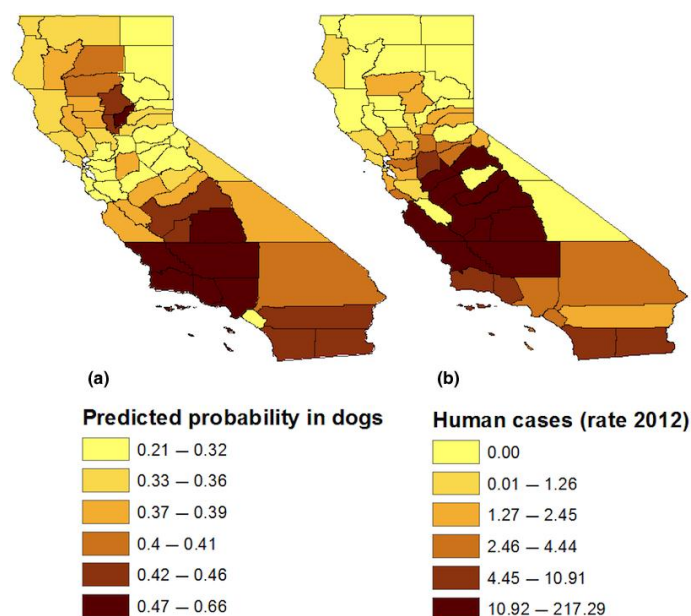 (a)
(b)
Predicted probability in dogs
0.21 — 0.32
0.33 — 0.36
0.37 — 0.39
0.4 — 0.41
0.42 — 0.46
0.47 — 0.66
Human cases (rate 2012)
0.00
0.01 — 1.26
1.27 — 2.45
2.46 — 4.44
4.45 — 10.91
10.92 — 217.29